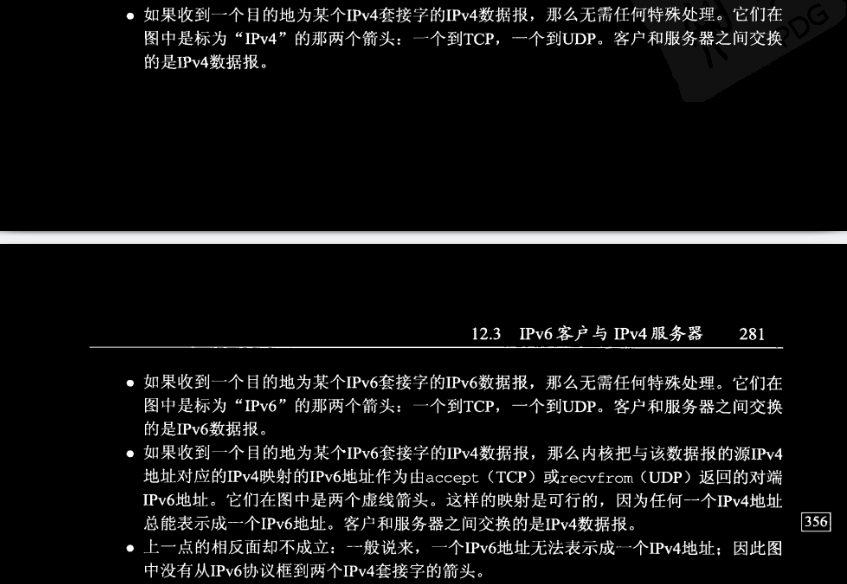 ● 如果收到一个目的地为某个IPv4套接字的IPv4数据报，那么无需任何特殊处理。它们在
图中是标为“IPv4”的那两个箭头：一个到TCP，一个到UDP。客户和服务器之间交换
的是IPv4数据报。
PDG
12.3 IPv6客户与 IPv4服务器 281
● 如果收到一个目的地为某个IPv6套接字的IPv6数据报，那么无需任何特殊处理。它们在
图中是标为“IPv6”的那两个箭头：一个到TCP，一个到UDP。客户和服务器之间交换
的是IPv6数据报。
● 如果收到一个目的地为某个IPv6套接字的IPv4数据报，那么内核把与该数据报的源IPv4
地址对应的IPv4映射的IPv6地址作为由accept（TCP）或recvfrom（UDP）返回的对端
IPv6地址。它们在图中是两个虚线箭头。这样的映射是可行的，因为任何一个IPv4地址
总能表示成一个IPv6地址。客户和服务器之间交换的是IPv4数据报。
356
● 上一点的相反面却不成立：一般说来，一个IPv6地址无法表示成一个IPv4地址；因此图
中没有从IPv6协议框到两个IPv4套接字的箭头。